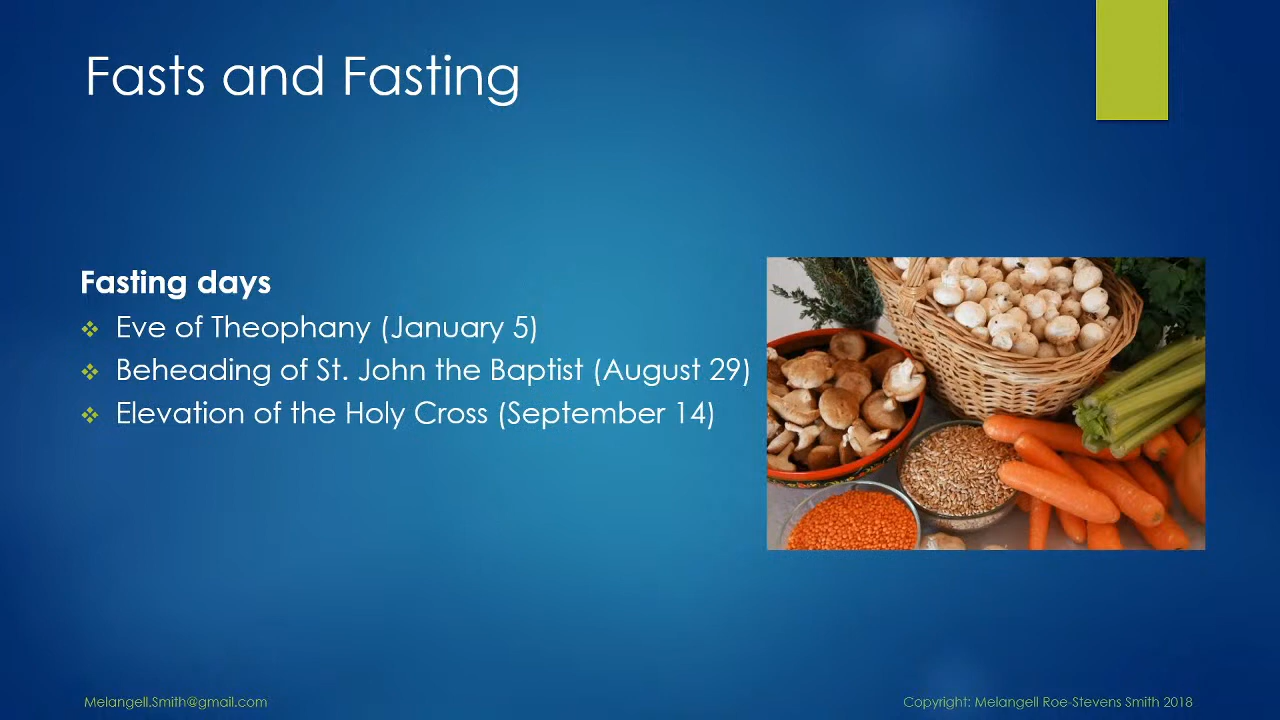 Fasts and Fasting
Fasting days
Eve of Theophany (January 5)
Beheading of St. John the Baptist (August 29)
Elevation of the Holy Cross (September 14)
Melangell.Smith@gmail.com
Copyright: Melangell Roe-Stevens Smith 2018